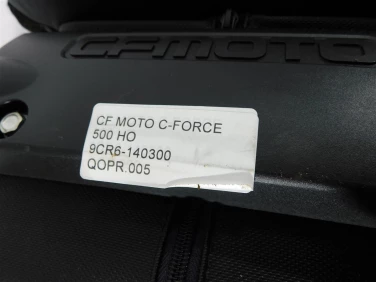 CFMOTO
CF MOTO C-FORCE
500 HO
9CR6-140300
QOPR.005